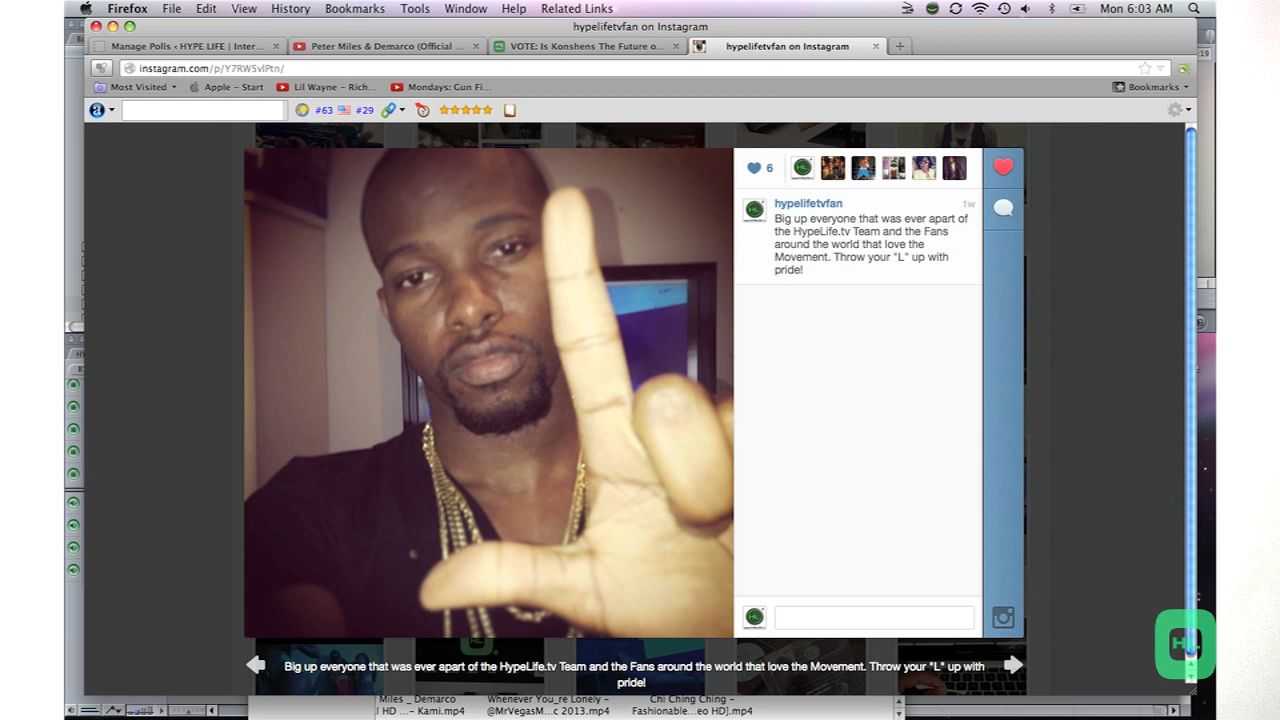 Firefox File Edit View History Bookmarks Tools Window Help Related Links Mon 6:03 AM
hypelifetvfan on Instagram
Manage Polls ‹ HYPE LIFE | Inter... Peter Miles & Demarco (Official ... VOTE: Is Konshens The Future o... hypelifetvfan on Instagram
instagram.com/p/Y7RW5vlPtn/
Most Visited Apple – Start Lil Wayne – Rich... Mondays: Gun Fi... Bookmarks
a #63 #29
6
hypelifetvfan 1w
Big up everyone that was ever apart of
the HypeLife.tv Team and the Fans
around the world that love the
Movement. Throw your "L" up with
pride!
HL
Big up everyone that was ever apart of the HypeLife.tv Team and the Fans around the world that love the Movement. Throw your "L" up with
pride!
Miles _ Demarco Whenever You_re Lonely – Chi Ching Ching –
HD ...– Kami.mp4 @MrVegasM...c 2013.mp4 Fashionable...eo HD].mp4